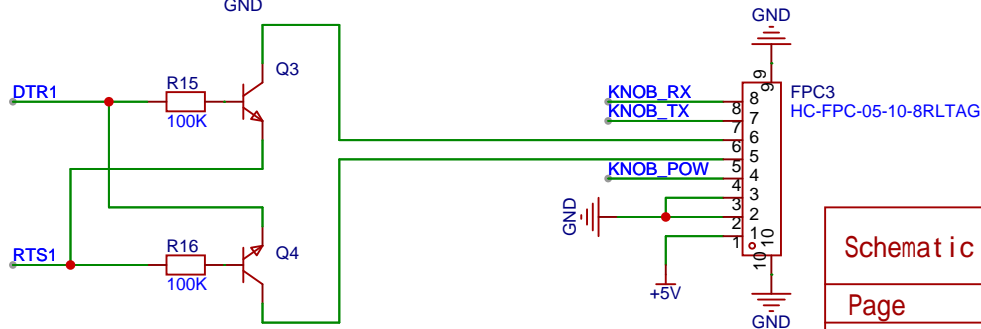 GND
GND
Q3
DTR1
R15
100K
KNOB_RX
KNOB_TX
KNOB_POW
9
9
8
8
7
7
6
6
5
5
4
4
3
3
2
2
1
1
10
10
FPC3
HC-FPC-05-10-8RLTAG
GND
+5V
GND
RTS1
R16
100K
Q4
Schematic
Page